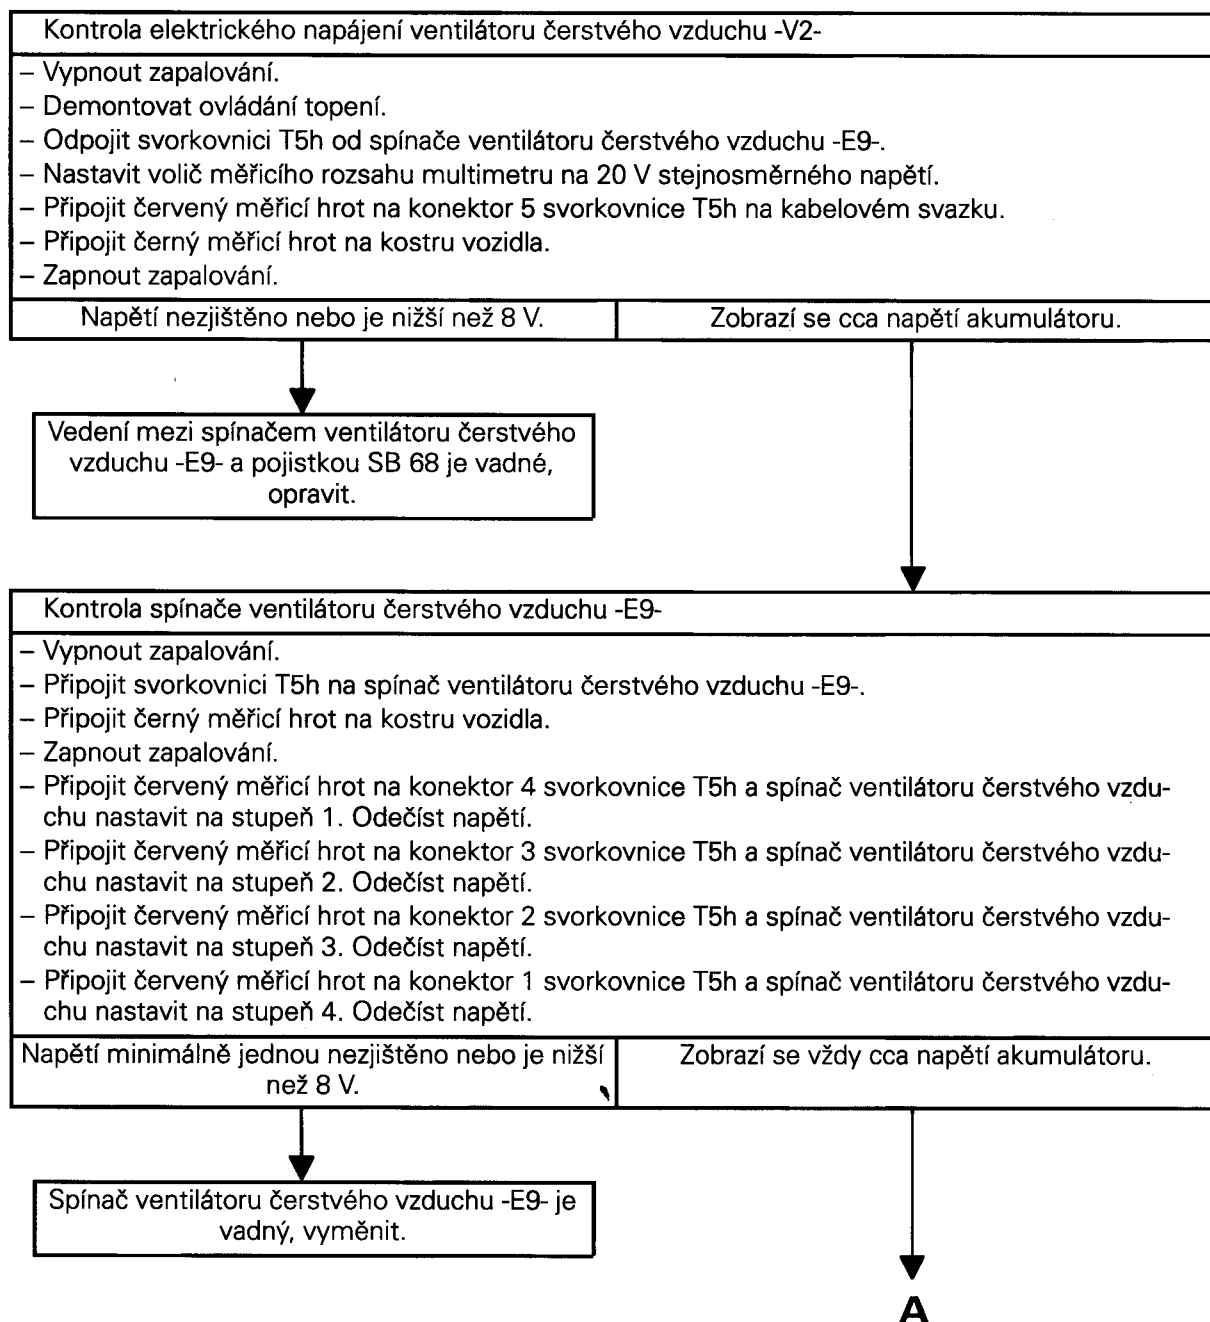 Kontrola elektrického napájení ventilátoru čerstvého vzduchu -V2-
– Vypnout zapalování.
– Demontovat ovládání topení.
– Odpojit svorkovnici T5h od spínače ventilátoru čerstvého vzduchu -E9-.
– Nastavit volič měřicího rozsahu multimetru na 20 V stejnosměrného napětí.
– Připojit červený měřicí hrot na konektor 5 svorkovnice T5h na kabelovém svazku.
– Připojit černý měřicí hrot na kostru vozidla.
– Zapnout zapalování.
Napětí nezjištěno nebo je nižší než 8 V.
Zobrazí se cca napětí akumulátoru.
Vedení mezi spínačem ventilátoru čerstvého
vzduchu -E9- a pojistkou SB 68 je vadné,
opravit.
Kontrola spínače ventilátoru čerstvého vzduchu -E9-
– Vypnout zapalování.
– Připojit svorkovnici T5h na spínač ventilátoru čerstvého vzduchu -E9-.
– Připojit černý měřicí hrot na kostru vozidla.
– Zapnout zapalování.
– Připojit červený měřicí hrot na konektor 4 svorkovnice T5h a spínač ventilátoru čerstvého vzdu-
chu nastavit na stupeň 1. Odečíst napětí.
– Připojit červený měřicí hrot na konektor 3 svorkovnice T5h a spínač ventilátoru čerstvého vzdu-
chu nastavit na stupeň 2. Odečíst napětí.
– Připojit červený měřicí hrot na konektor 2 svorkovnice T5h a spínač ventilátoru čerstvého vzdu-
chu nastavit na stupeň 3. Odečíst napětí.
– Připojit červený měřicí hrot na konektor 1 svorkovnice T5h a spínač ventilátoru čerstvého vzdu-
chu nastavit na stupeň 4. Odečíst napětí.
Napětí minimálně jednou nezjištěno nebo je nižší
než 8 V.
Zobrazí se vždy cca napětí akumulátoru.
Spínač ventilátoru čerstvého vzduchu -E9- je
vadný, vyměnit.
A